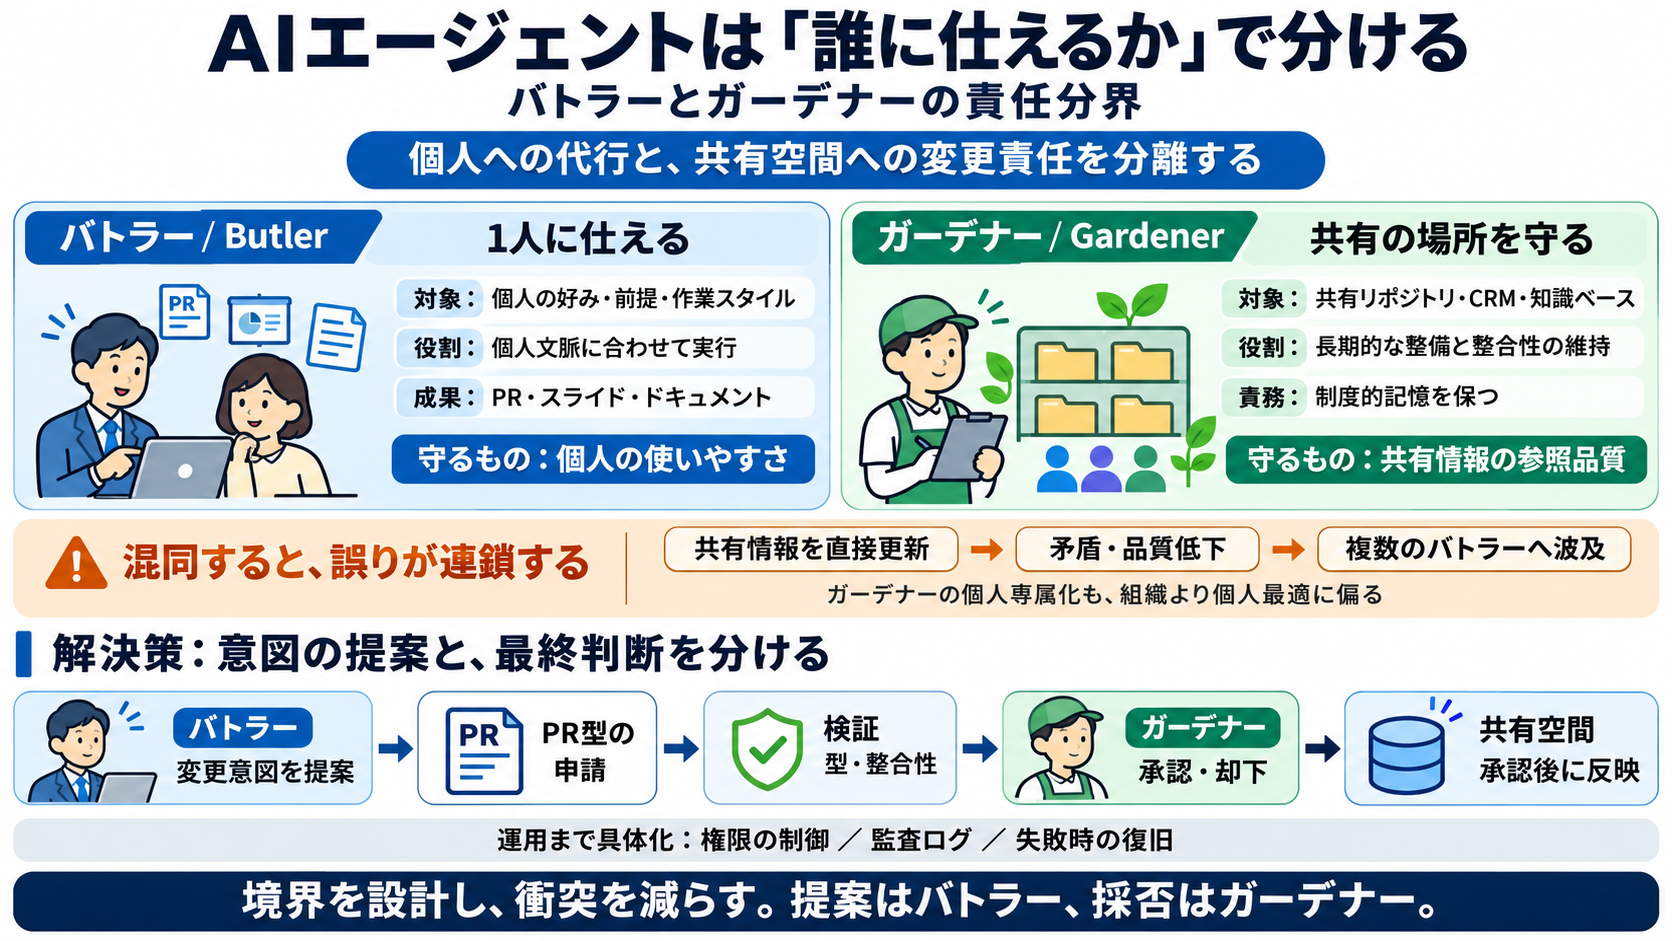 AIエージェントは「誰に仕えるか」で分ける
バトラーとガーデナーの責任分界
個人への代行と、共有空間への変更責任を分離する
バトラー / Butler
1人に仕える
PR
対象： 個人の好み・前提・作業スタイル
役割： 個人文脈に合わせて実行
成果： PR・スライド・ドキュメント
守るもの：個人の使いやすさ
ガーデナー / Gardener
共有の場所を守る
対象： 共有リポジトリ・CRM・知識ベース
役割： 長期的な整備と整合性の維持
責務： 制度的記憶を保つ
守るもの：共有情報の参照品質
混同すると、誤りが連鎖する
共有情報を直接更新
矛盾・品質低下
複数のバトラーへ波及
ガーデナーの個人専属化も、組織より個人最適に偏る
解決策：意図の提案と、最終判断を分ける
バトラー
変更意図を提案
PR
PR型の
申請
検証
型・整合性
ガーデナー
承認・却下
共有空間
承認後に反映
運用まで具体化：権限の制御 ／ 監査ログ ／ 失敗時の復旧
境界を設計し、衝突を減らす。提案はバトラー、採否はガーデナー。